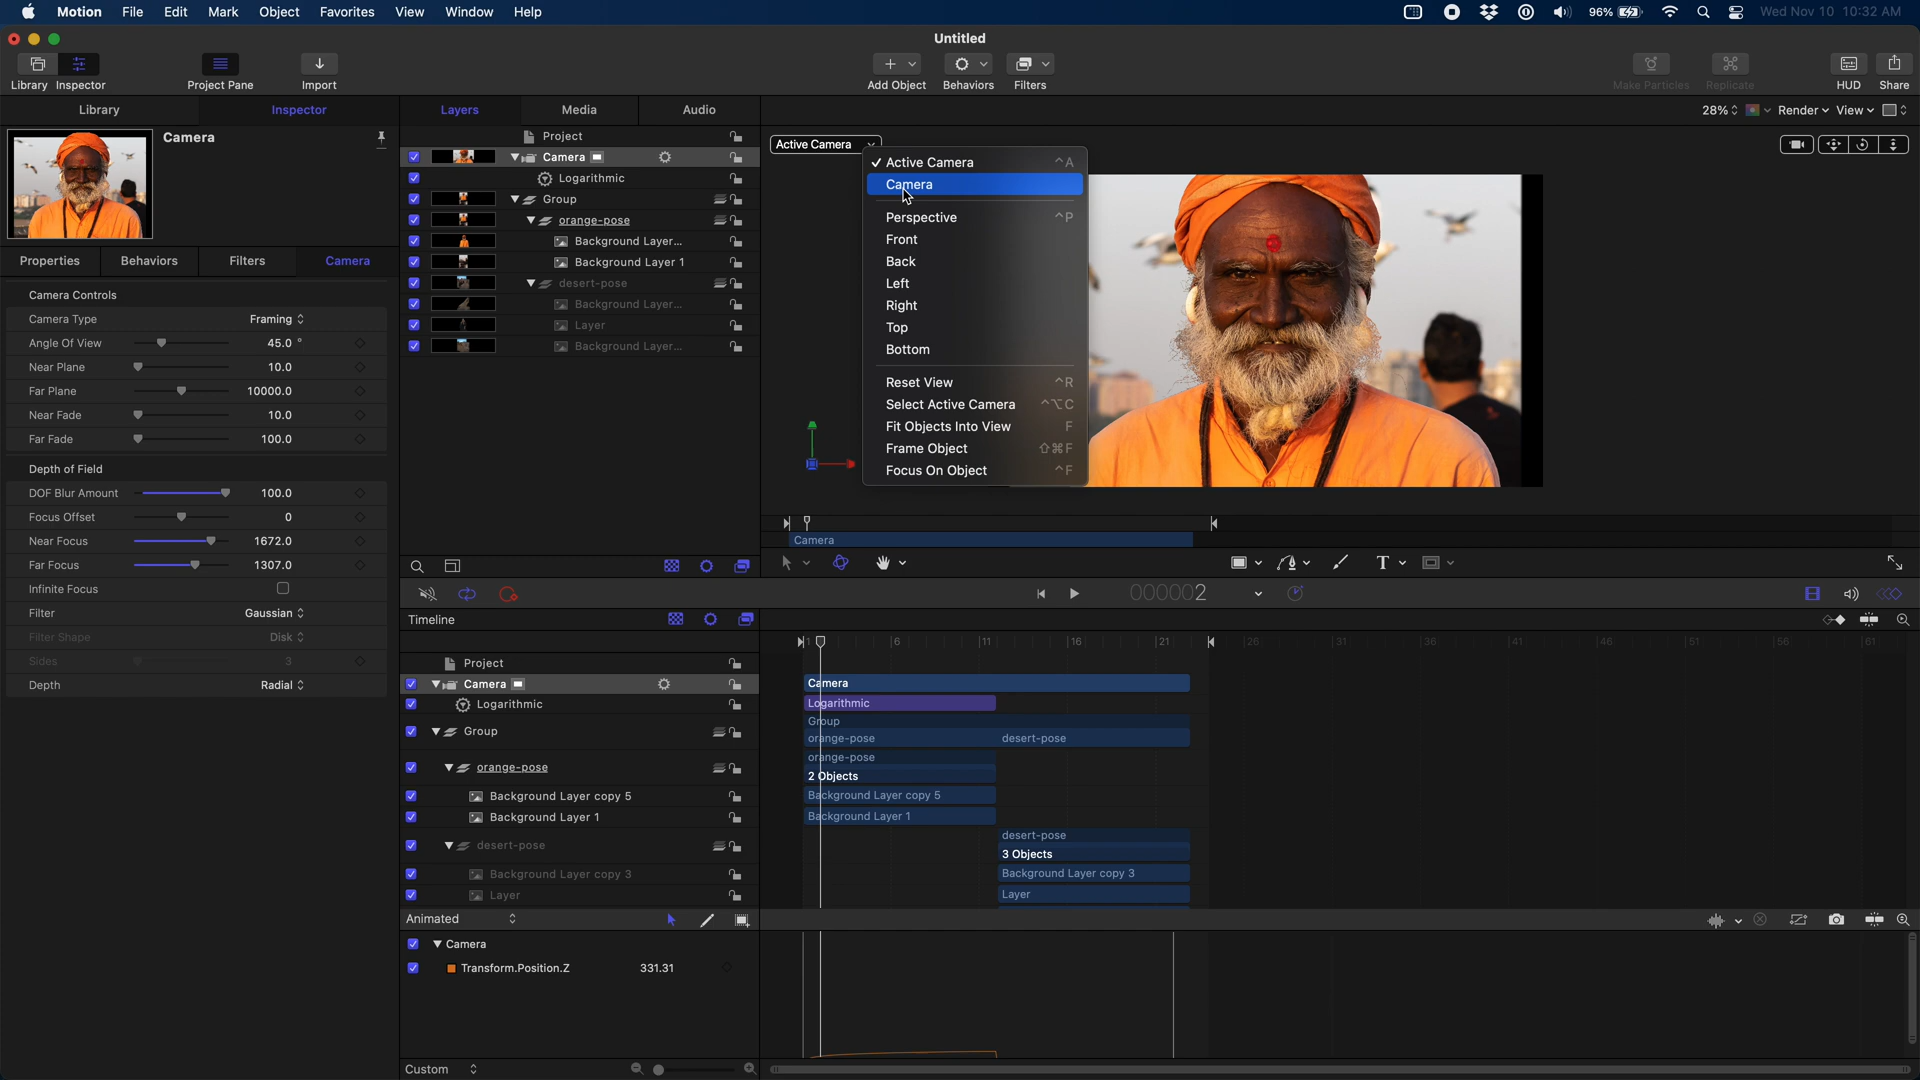 Motion File Edit Mark Object Favorites View Window Help 96% Wed Nov 10 10:32 AM
Untitled
Library Inspector Project Pane Import Add Object Behaviors Filters Make Particles Replicate HUD Share
Library Inspector Layers Media Audio 28% Render View
Camera
Properties Behaviors Filters Camera
Camera Controls
Camera Type Framing
Angle Of View 45.0 °
Near Plane 10.0
Far Plane 10000.0
Near Fade 10.0
Far Fade 100.0
Depth of Field
DOF Blur Amount 100.0
Focus Offset 0
Near Focus 1672.0
Far Focus 1307.0
Infinite Focus
Filter Gaussian
Filter Shape Disk
Sides 3
Depth Radial
Project
Camera
Logarithmic
Group
orange-pose
Background Layer...
Background Layer 1
desert-pose
Background Layer...
Layer
Background Layer...
Active Camera
✓ Active Camera ^A
Camera
Perspective ^P
Front
Back
Left
Right
Top
Bottom
Reset View ^R
Select Active Camera ^⌥C
Fit Objects Into View F
Frame Object ⇧⌘F
Focus On Object ^F
Camera
T
000002
Timeline
1 6 11 16 21 26 31 36 41 46 51 56 61
Project
Camera
Logarithmic
Group
orange-pose
Background Layer copy 5
Background Layer 1
desert-pose
Background Layer copy 3
Layer
Camera
Logarithmic
Group
orange-pose desert-pose
orange-pose
2 Objects
Background Layer copy 5
Background Layer 1
desert-pose
3 Objects
Background Layer copy 3
Layer
Animated
Camera
Transform.Position.Z 331.31
Custom